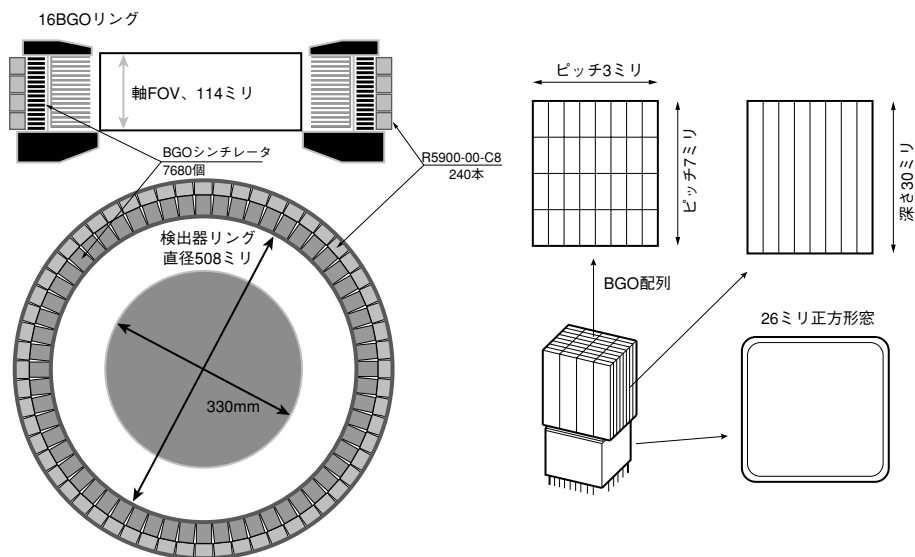 16BGOリング
軸FOV、114ミリ
BGOシンチレータ
7680個
R5900-00-C8
240本
検出器リング
直径508ミリ
330mm
ピッチ3ミリ
ピッチ7ミリ
深さ30ミリ
BGO配列
26ミリ正方形窓